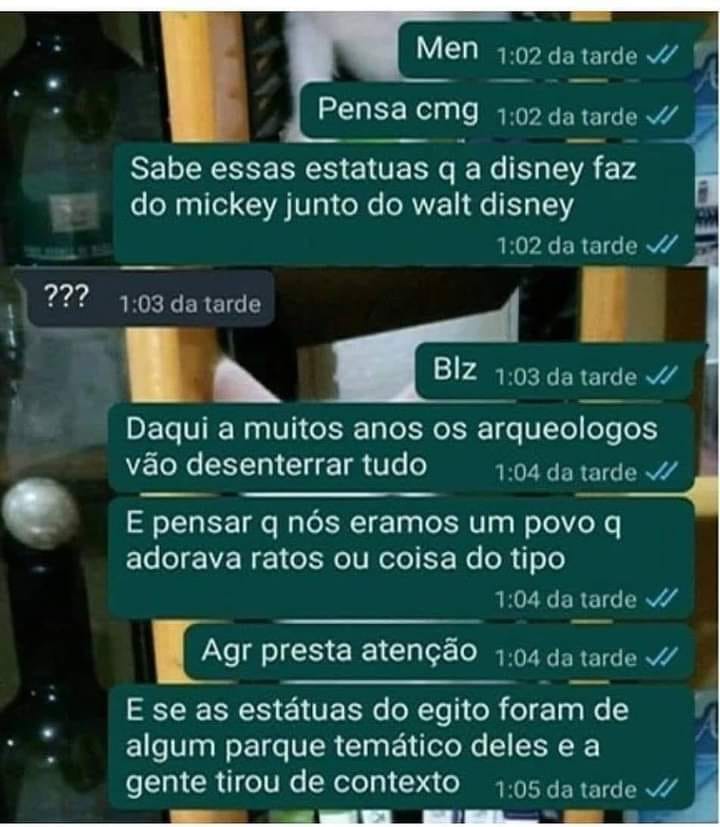 Men 1:02 da tarde
Pensa cmg 1:02 da tarde
Sabe essas estatuas q a disney faz
do mickey junto do walt disney
1:02 da tarde
??? 1:03 da tarde
Blz 1:03 da tarde
Daqui a muitos anos os arqueologos
vão desenterrar tudo 1:04 da tarde
E pensar q nós eramos um povo q
adorava ratos ou coisa do tipo
1:04 da tarde
Agr presta atenção 1:04 da tarde
E se as estátuas do egito foram de
algum parque temático deles e a
gente tirou de contexto 1:05 da tarde